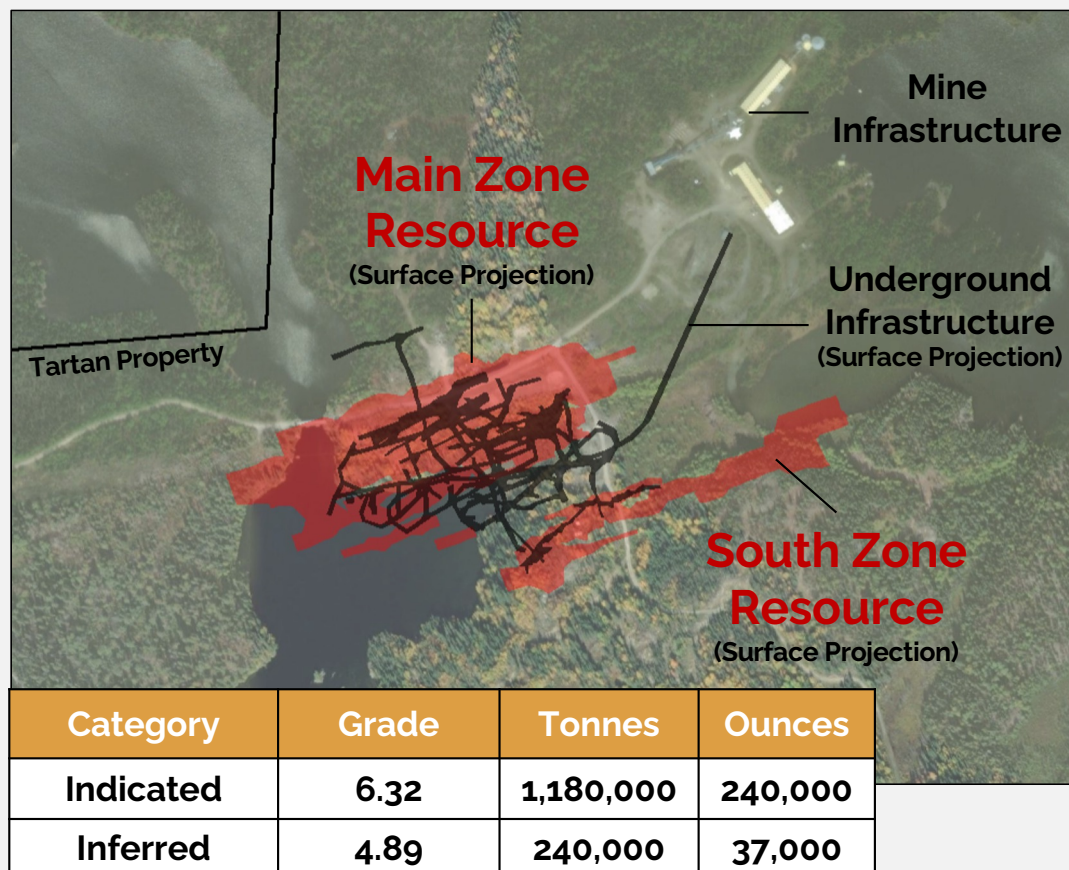 Mine
Infrastructure
Main Zone
Resource
(Surface Projection)
Underground
Infrastructure
(Surface Projection)
Tartan Property
South Zone
Resource
(Surface Projection)
Category Grade Tonnes Ounces
Indicated 6.32 1,180,000 240,000
Inferred 4.89 240,000 37,000